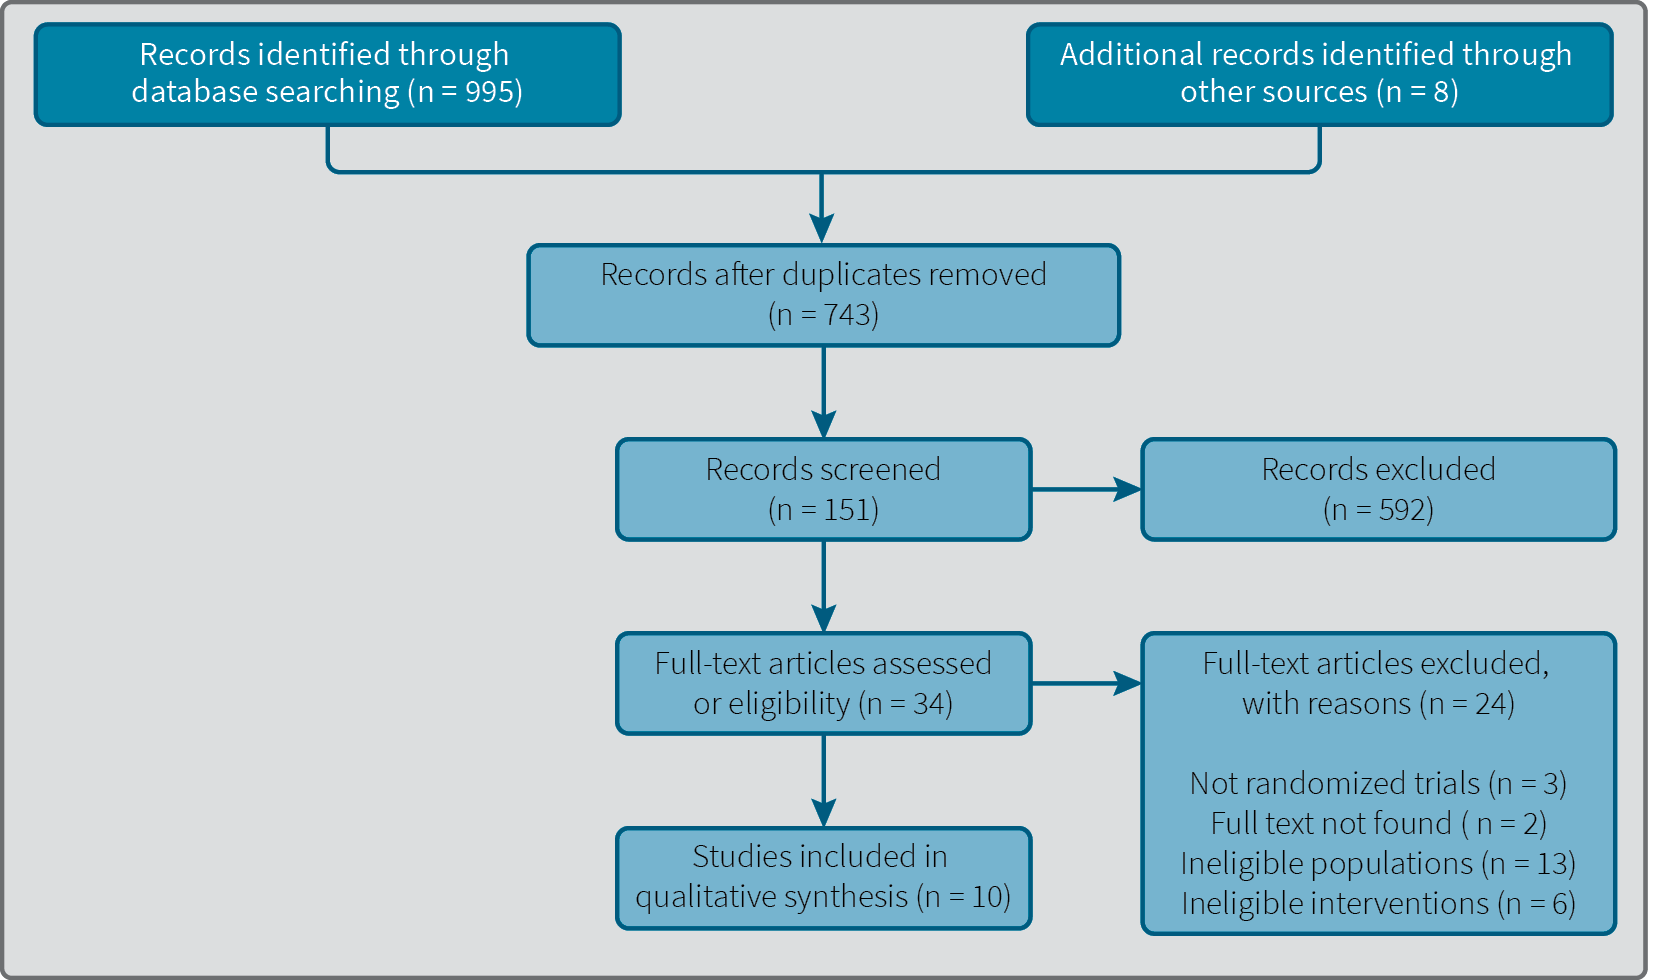 Records identified through
database searching (n = 995)
Additional records identified through
other sources (n = 8)
Records after duplicates removed
(n = 743)
Records screened
(n = 151)
Records excluded
(n = 592)
Full-text articles assessed
or eligibility (n = 34)
Full-text articles excluded,
with reasons (n = 24)
Not randomized trials (n = 3)
Full text not found ( n = 2)
Ineligible populations (n = 13)
Ineligible interventions (n = 6)
Studies included in
qualitative synthesis (n = 10)